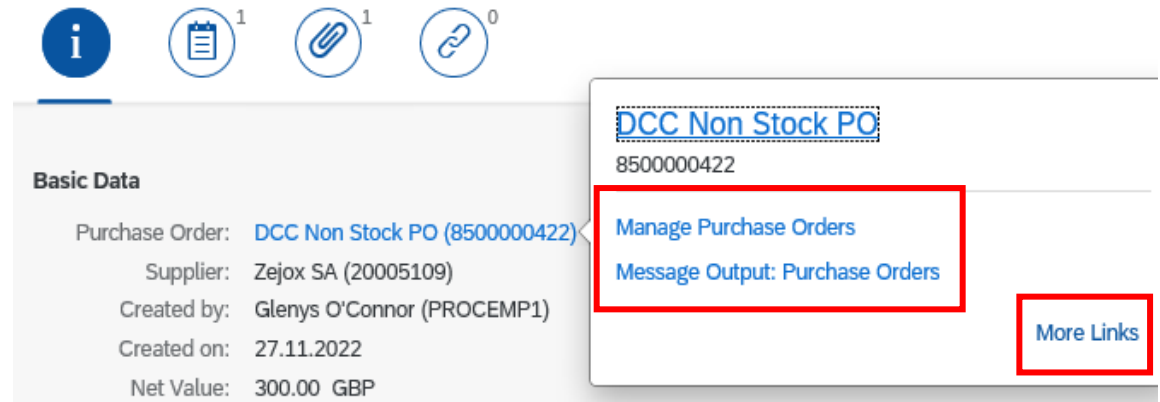 i
1
1
0
DCC Non Stock PO
8500000422
Basic Data
Manage Purchase Orders
Purchase Order: DCC Non Stock PO (8500000422)
Message Output: Purchase Orders
Supplier: Zejox SA (20005109)
Created by: Glenys O'Connor (PROCEMP1)
More Links
Created on: 27.11.2022
Net Value: 300.00 GBP